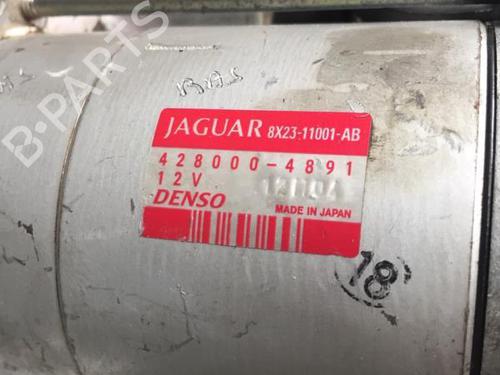 B-PARTS
JAGUAR 8X23-11001-AB
428000-4891
12V
DENSO
MADE IN JAPAN
18